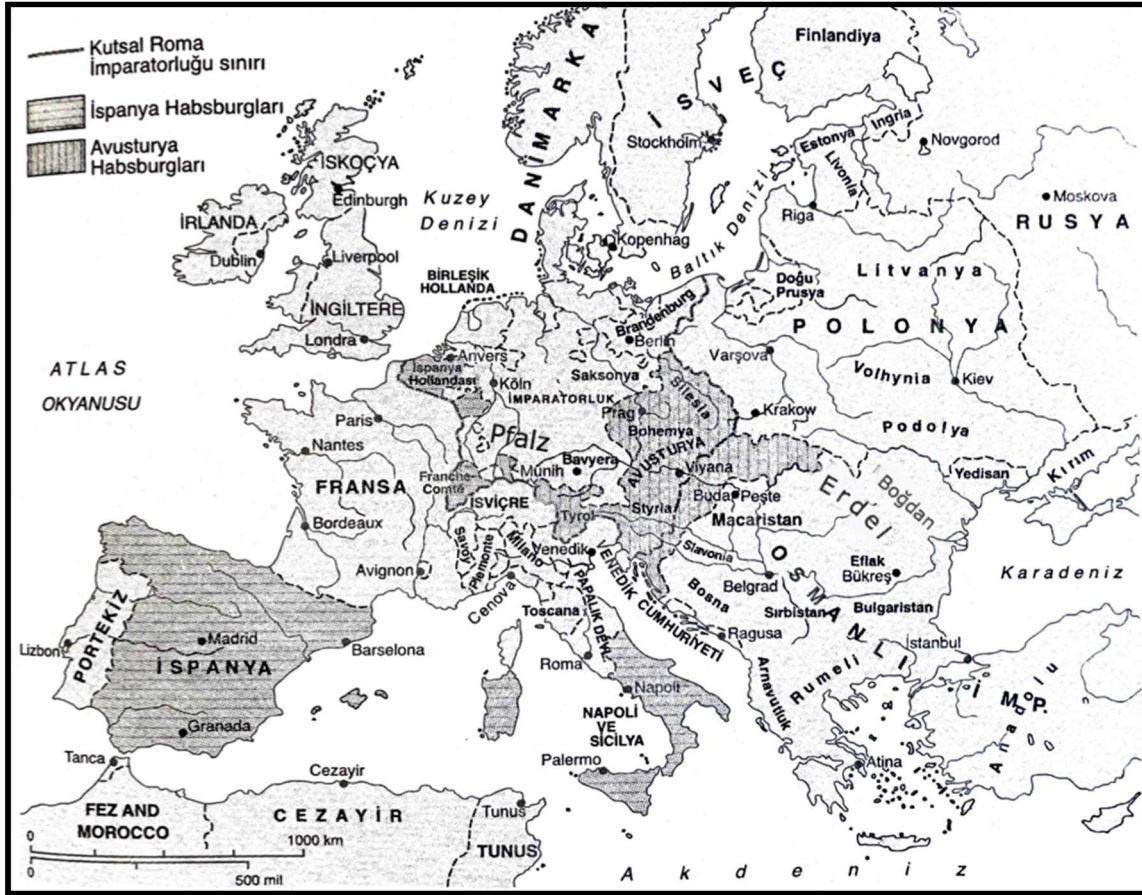 Kutsal Roma
İmparatorluğu sınırı
İspanya Habsburgları
Avusturya
Habsburgları
DANİMARKA
İSVEÇ
Finlandiya
Stockholm
Estonya
Ingria
Novgorod
Livonia
Riga
Moskova
RUSYA
İSKOÇYA
Edinburgh
Kuzey
Denizi
İRLANDA
Dublin
Liverpool
İNGİLTERE
Londra
BİRLEŞİK
HOLLANDA
Kopenhag
Baltık Denizi
Litvanya
Doğu
Prusya
POLONYA
Brandenburg
Berlin
Varşova
Volhynia
Kiev
ATLAS
OKYANUSU
Anvers
İspanya
Hollandası
Köln
Saksonya
İMPARATORLUK
Silesia
Prag
Bohemya
Krakow
Podolya
Paris
Nantes
Pfalz
AVUSTURYA
Bavyera
Münih
Viyana
Yedisan
Kırım
FRANSA
Franche-
Comté
İSVİÇRE
Tyrol
Styria
Buda
Peşte
Macaristan
Erdel
Boğdan
Bordeaux
Savoy
Piemonte
Milano
Venedik
Slavonia
Avignon
Cenova
VENEDİK CUMHURİYETİ
PAPALIK DEVL.
Toscana
Bosna
Belgrad
Eflak
Bükreş
Karadeniz
OSMANLI
Sırbistan
Bulgaristan
PORTEKİZ
Lizbon
Madrid
Barselona
İSPANYA
Ragusa
İstanbul
Roma
Napoli
Arnavutluk
Rumeli
İMP.
Anadolu
Granada
NAPOLİ
VE
SİCİLYA
Tanca
Cezayir
Palermo
Atina
FEZ AND
MOROCCO
CEZAYİR
Tunus
TUNUS
0
1000 km
0
500 mil
Akdeniz